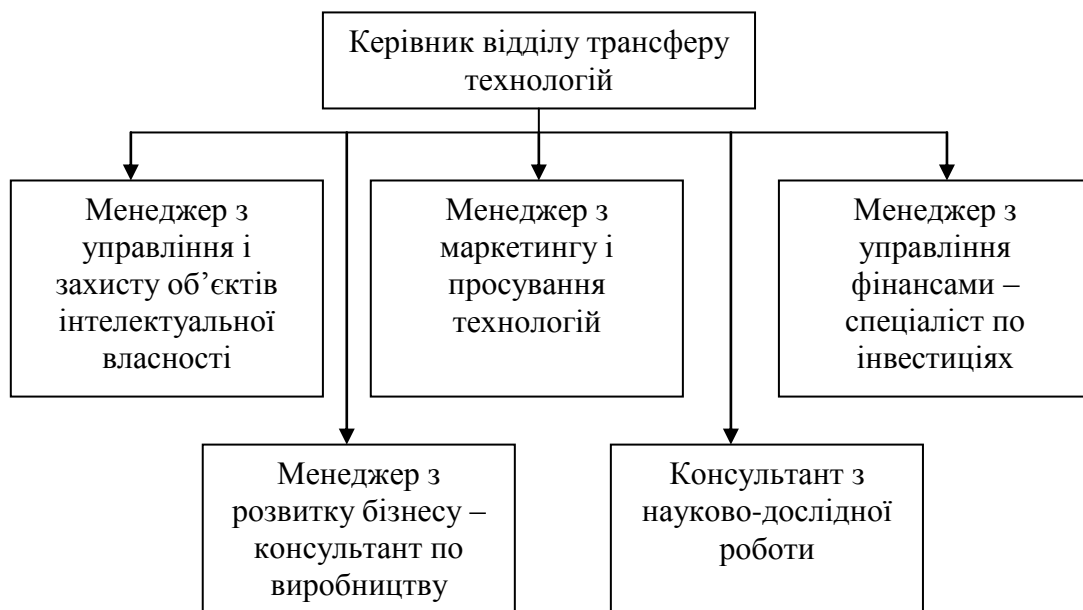 Керівник відділу трансферу
технологій
Менеджер з
управління і
захисту об’єктів
інтелектуальної
власності
Менеджер з
маркетингу і
просування
технологій
Менеджер з
управління
фінансами –
спеціаліст по
інвестиціях
Менеджер з
розвитку бізнесу –
консультант по
виробництву
Консультант з
науково-дослідної
роботи